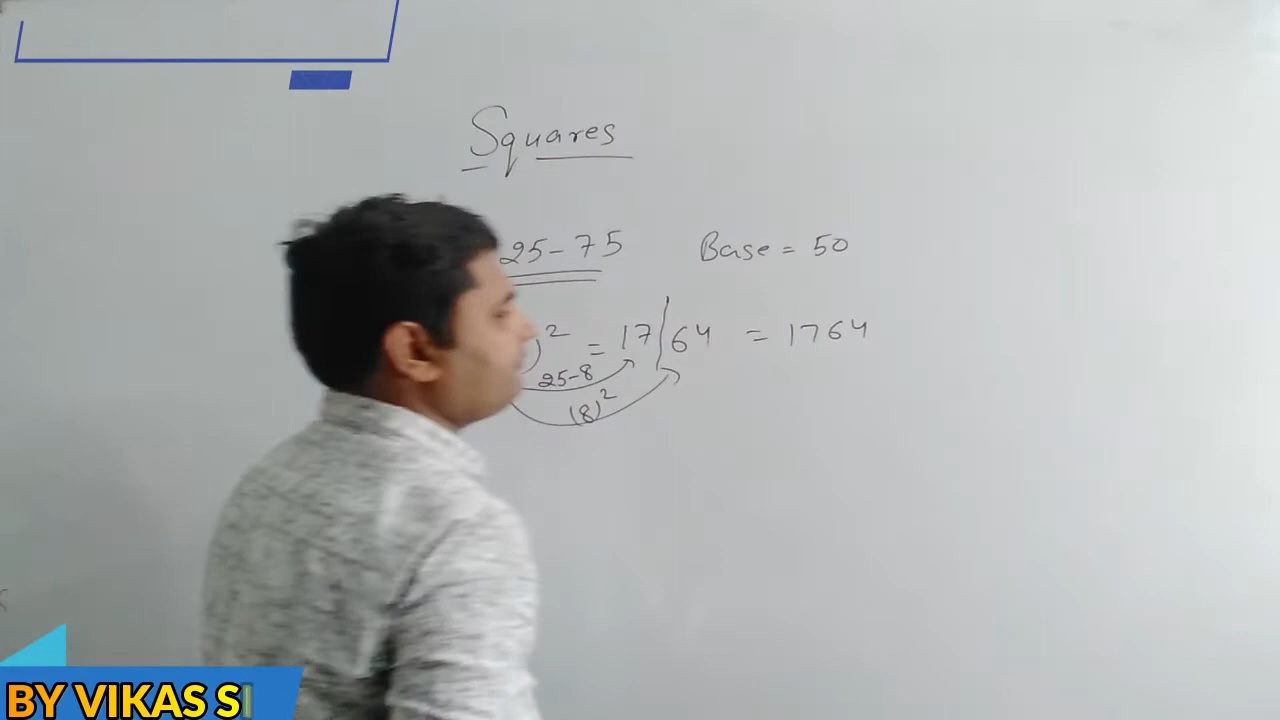 Squares
25-75 Base = 50
)² = 17|64 = 1764
25-8
(8)²
BY VIKAS S